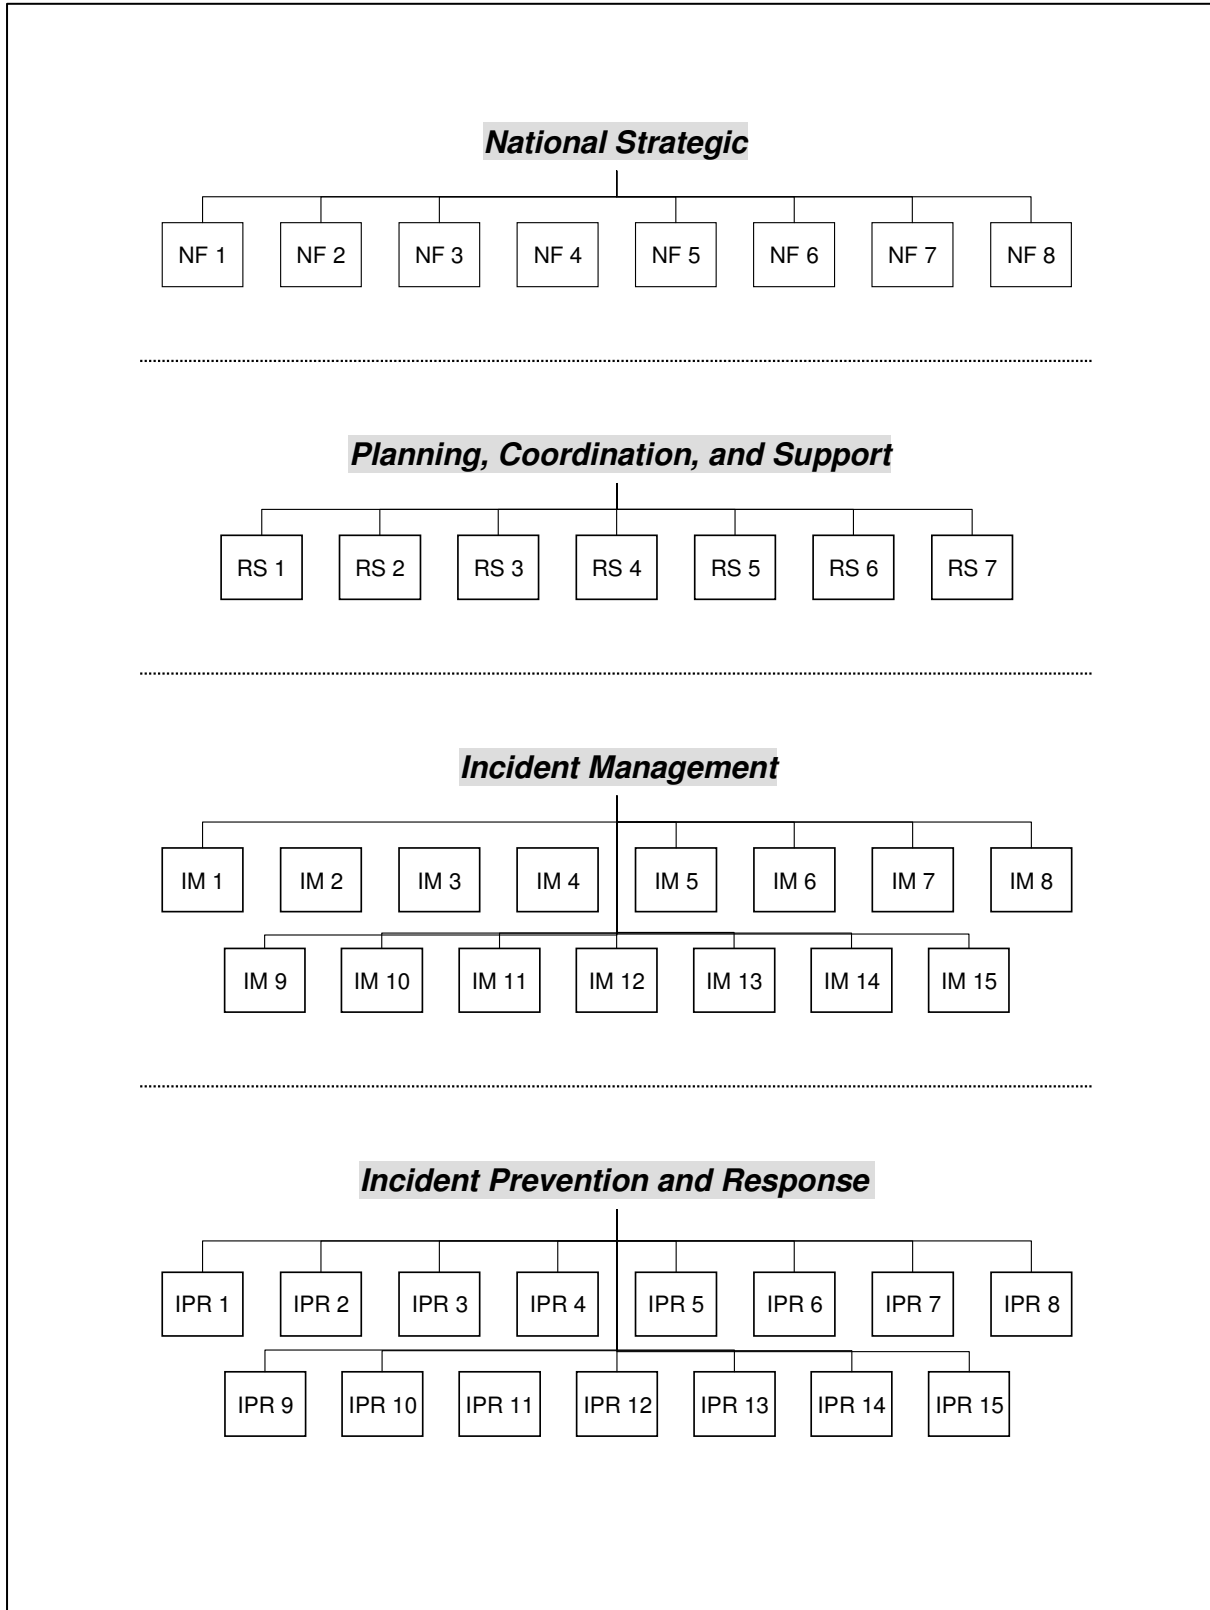 National Strategic
NF 1 NF 2 NF 3 NF 4 NF 5 NF 6 NF 7 NF 8
Planning, Coordination, and Support
RS 1 RS 2 RS 3 RS 4 RS 5 RS 6 RS 7
Incident Management
IM 1 IM 2 IM 3 IM 4 IM 5 IM 6 IM 7 IM 8
IM 9 IM 10 IM 11 IM 12 IM 13 IM 14 IM 15
Incident Prevention and Response
IPR 1 IPR 2 IPR 3 IPR 4 IPR 5 IPR 6 IPR 7 IPR 8
IPR 9 IPR 10 IPR 11 IPR 12 IPR 13 IPR 14 IPR 15